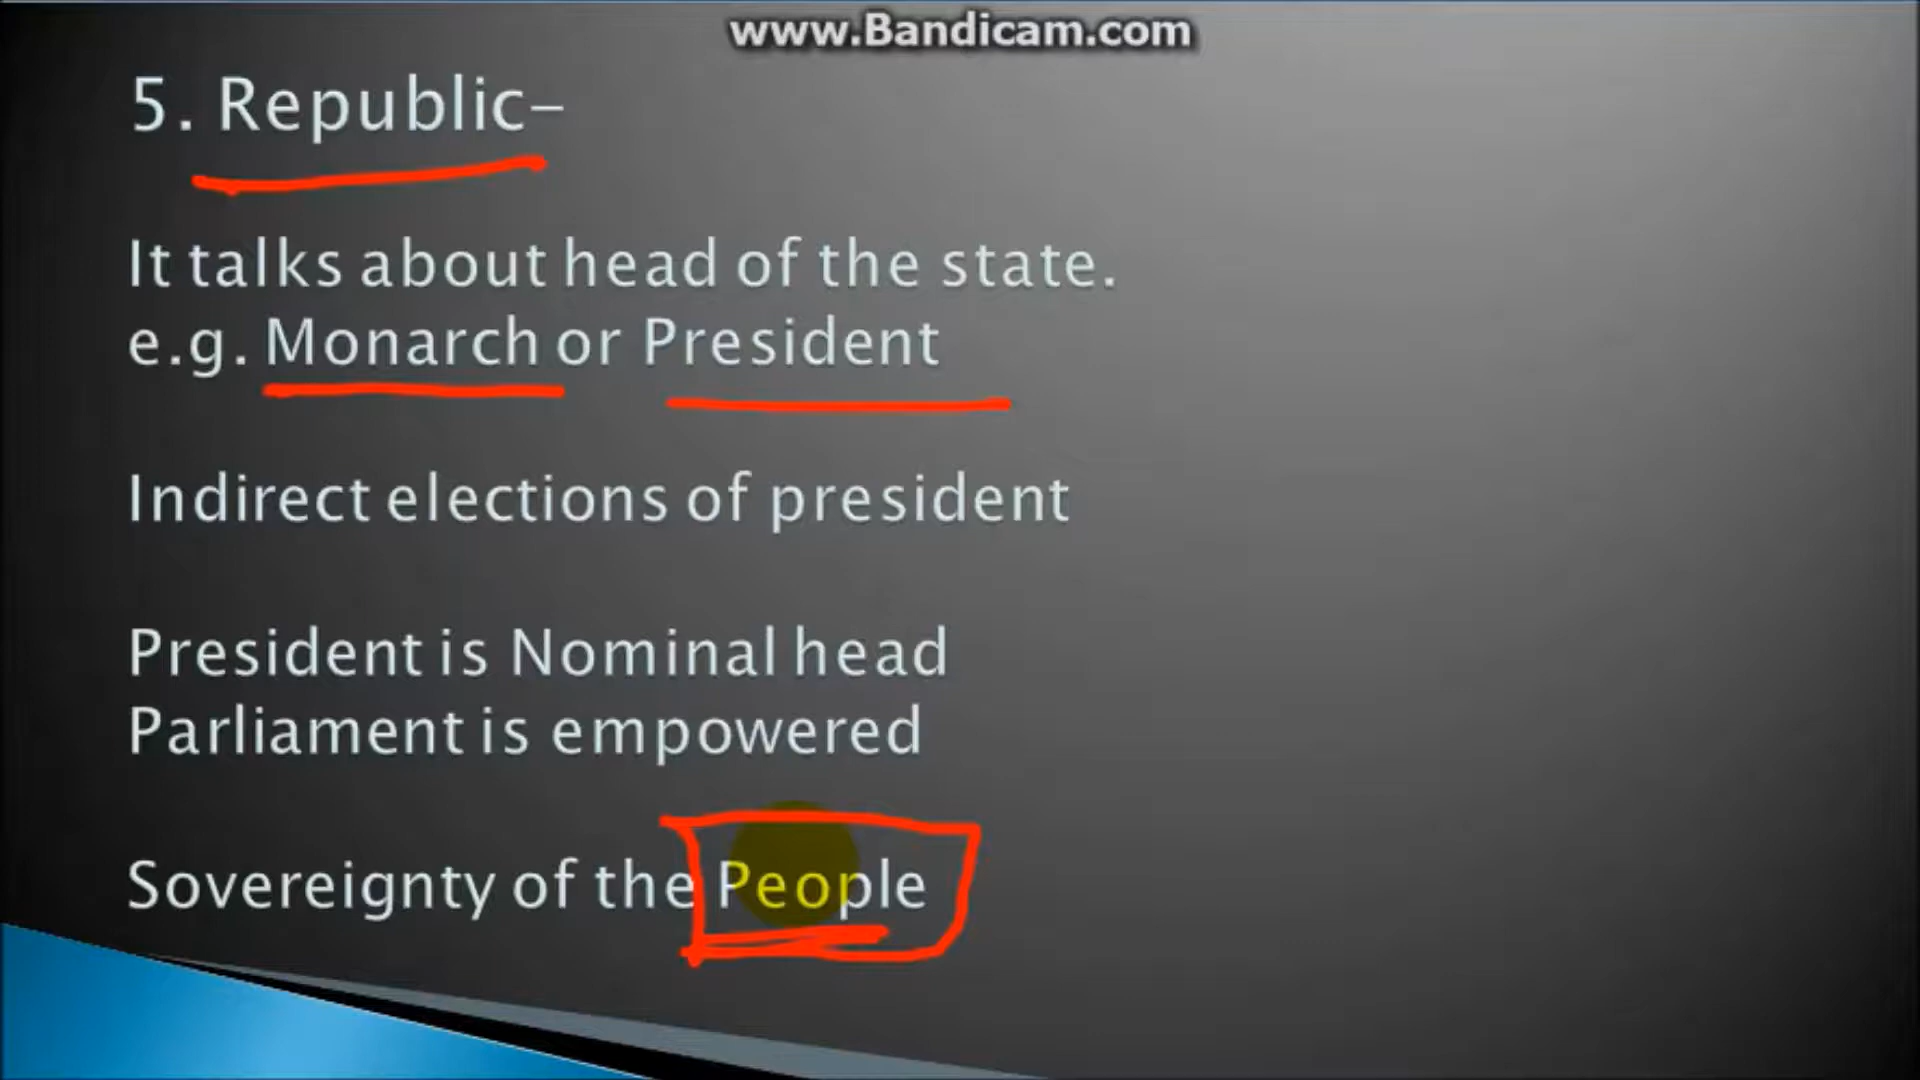 www.Bandicam.com
5. Republic-
It talks about head of the state.
e.g. Monarch or President
Indirect elections of president
President is Nominal head
Parliament is empowered
Sovereignty of the People